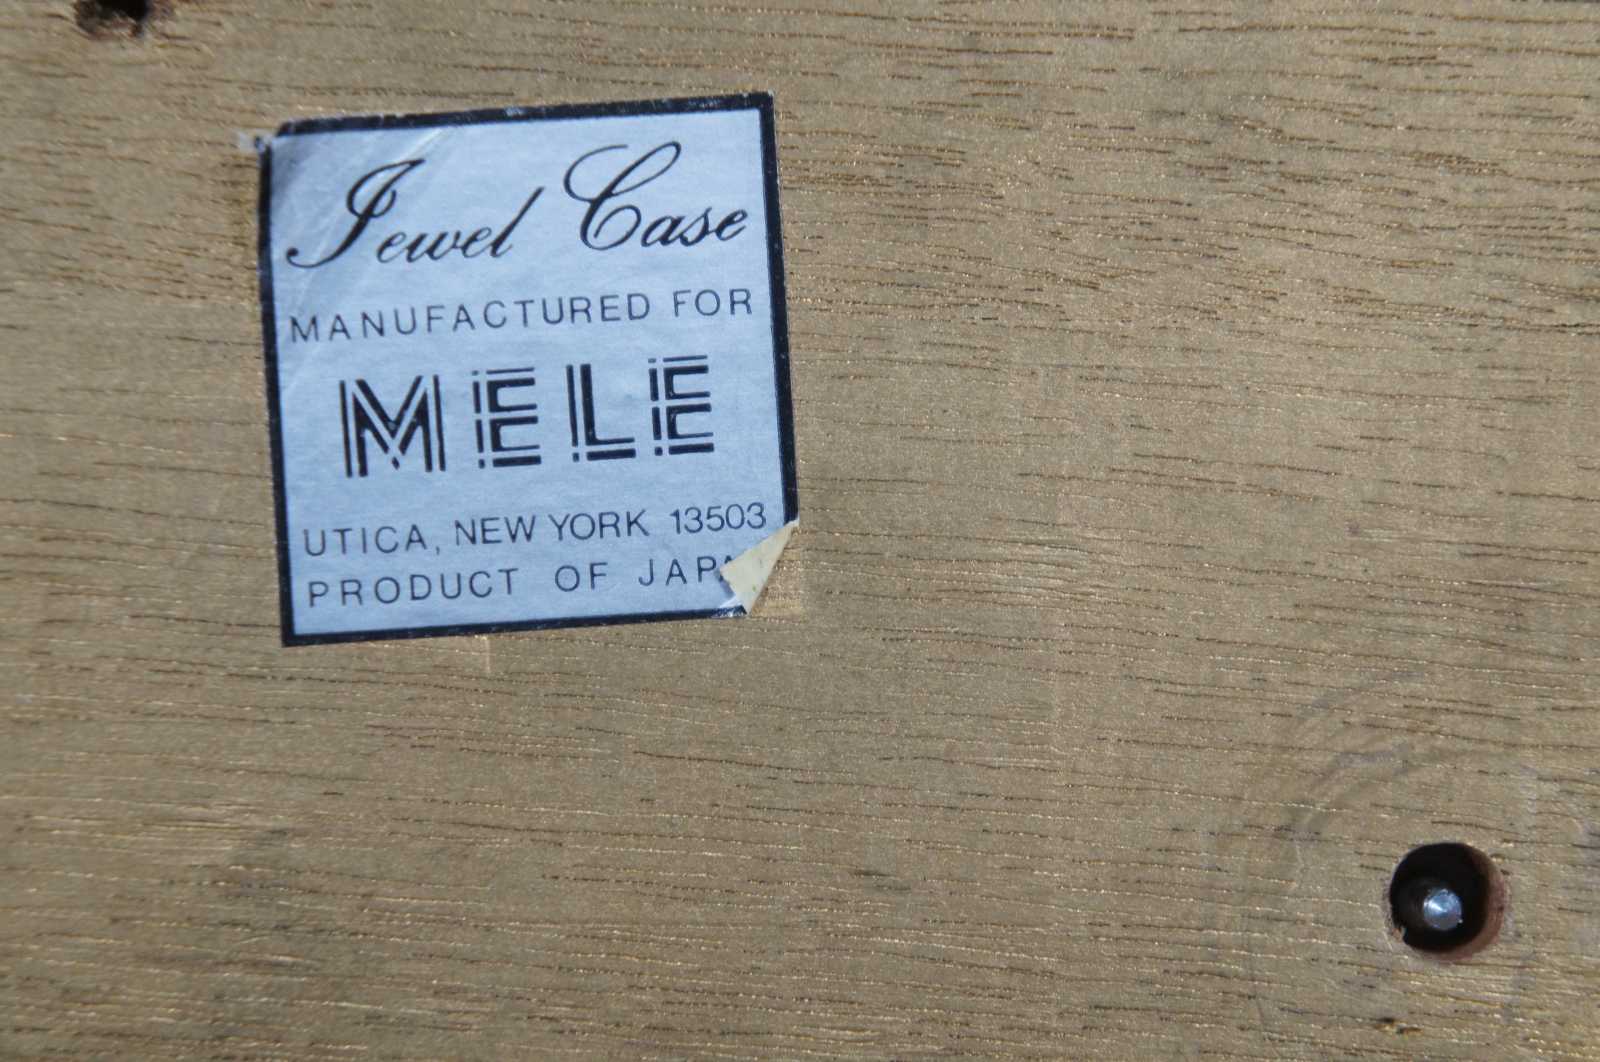 Jewel Case
MANUFACTURED FOR
MELE
UTICA, NEW YORK 13503
PRODUCT OF JAPA